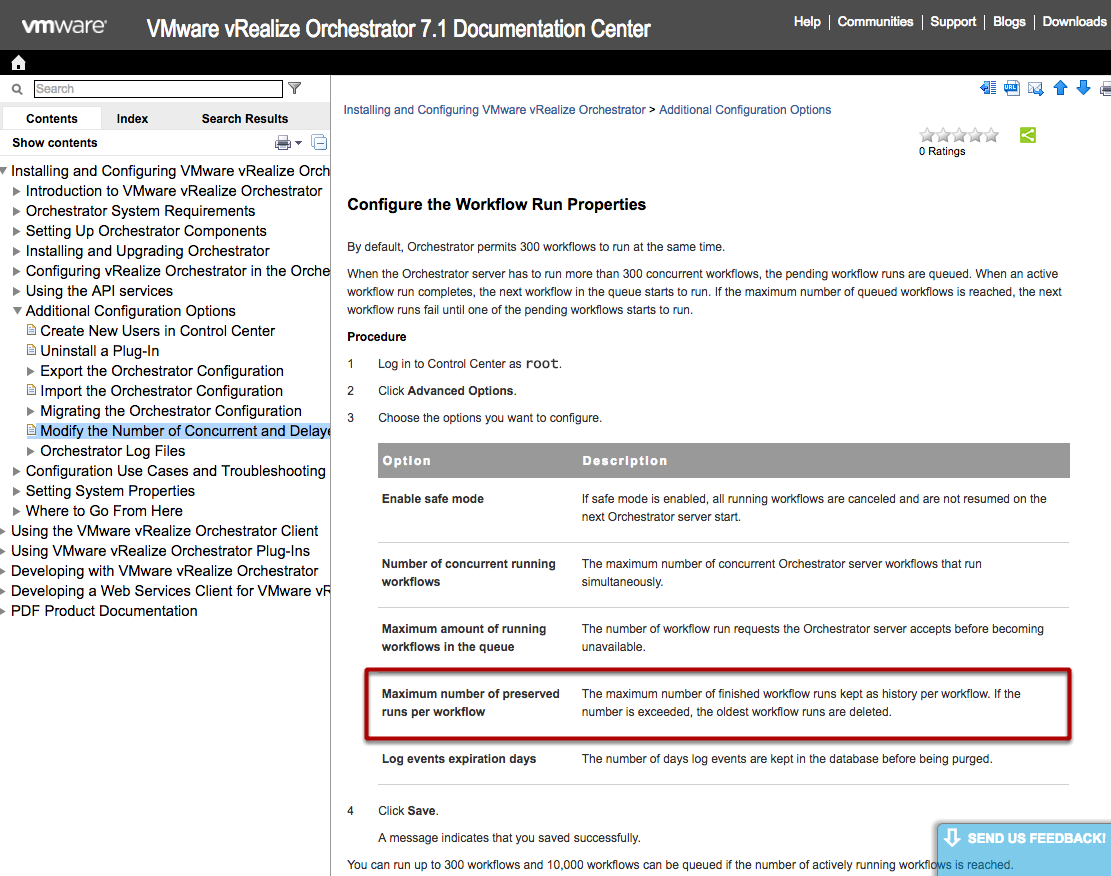 vmware
VMware vRealize Orchestrator 7.1 Documentation Center
Help
Communities
Support
Blogs
Downloads
Search
Contents
Index
Search Results
Show contents
Installing and Configuring VMware vRealize Orch
Introduction to VMware vRealize Orchestrator
Orchestrator System Requirements
Setting Up Orchestrator Components
Installing and Upgrading Orchestrator
Configuring vRealize Orchestrator in the Orche
Using the API services
Additional Configuration Options
Create New Users in Control Center
Uninstall a Plug-In
Export the Orchestrator Configuration
Import the Orchestrator Configuration
Migrating the Orchestrator Configuration
Modify the Number of Concurrent and Delaye
Orchestrator Log Files
Configuration Use Cases and Troubleshooting
Setting System Properties
Where to Go From Here
Using the VMware vRealize Orchestrator Client
Using VMware vRealize Orchestrator Plug-Ins
Developing with VMware vRealize Orchestrator
Developing a Web Services Client for VMware vR
PDF Product Documentation
URL
Installing and Configuring VMware vRealize Orchestrator > Additional Configuration Options
0 Ratings
Configure the Workflow Run Properties
By default, Orchestrator permits 300 workflows to run at the same time.
When the Orchestrator server has to run more than 300 concurrent workflows, the pending workflow runs are queued. When an active
workflow run completes, the next workflow in the queue starts to run. If the maximum number of queued workflows is reached, the next
workflow runs fail until one of the pending workflows starts to run.
Procedure
1 Log in to Control Center as root.
2 Click Advanced Options.
3 Choose the options you want to configure.
Option Description
Enable safe mode If safe mode is enabled, all running workflows are canceled and are not resumed on the
next Orchestrator server start.
Number of concurrent running The maximum number of concurrent Orchestrator server workflows that run
workflows simultaneously.
Maximum amount of running The number of workflow run requests the Orchestrator server accepts before becoming
workflows in the queue unavailable.
Maximum number of preserved The maximum number of finished workflow runs kept as history per workflow. If the
runs per workflow number is exceeded, the oldest workflow runs are deleted.
Log events expiration days The number of days log events are kept in the database before being purged.
4 Click Save.
A message indicates that you saved successfully.
You can run up to 300 workflows and 10,000 workflows can be queued if the number of actively running workflows is reached.
SEND US FEEDBACK!